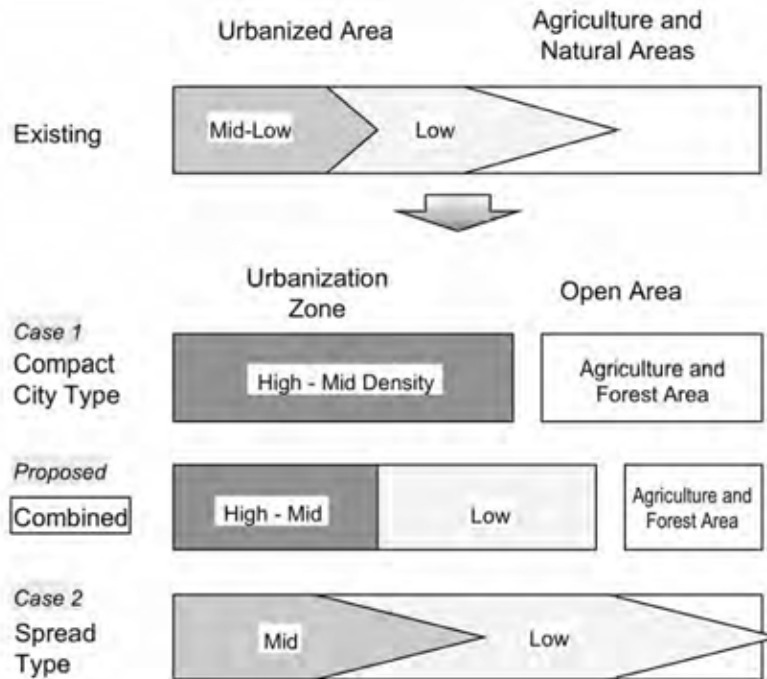 Urbanized Area
Agriculture and
Natural Areas
Existing
Mid-Low
Low
Urbanization
Zone
Open Area
Case 1
Compact
City Type
High - Mid Density
Agriculture and
Forest Area
Proposed
Combined
High - Mid
Low
Agriculture and
Forest Area
Case 2
Spread
Type
Mid
Low